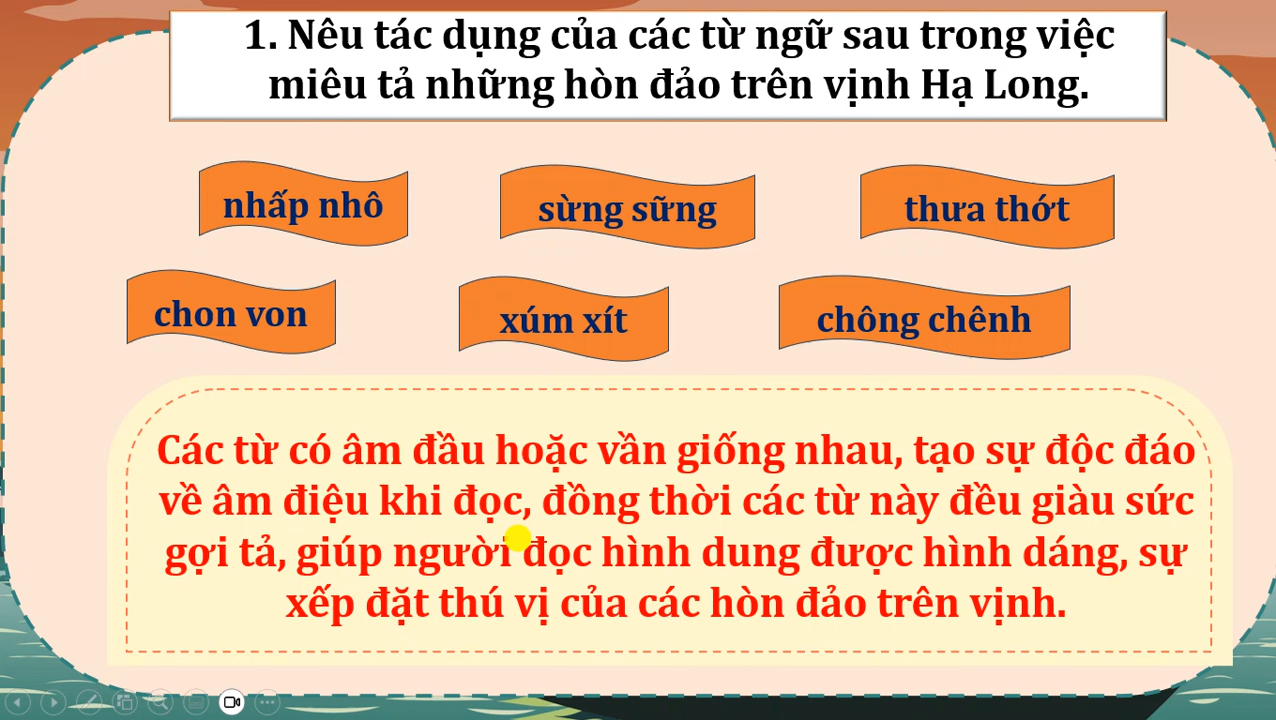 1. Nêu tác dụng của các từ ngữ sau trong việc
miêu tả những hòn đảo trên vịnh Hạ Long.
nhấp nhô
sừng sững
thưa thớt
chon von
xúm xít
chông chênh
Các từ có âm đầu hoặc vần giống nhau, tạo sự độc đáo
về âm điệu khi đọc, đồng thời các từ này đều giàu sức
gợi tả, giúp người đọc hình dung được hình dáng, sự
xếp đặt thú vị của các hòn đảo trên vịnh.